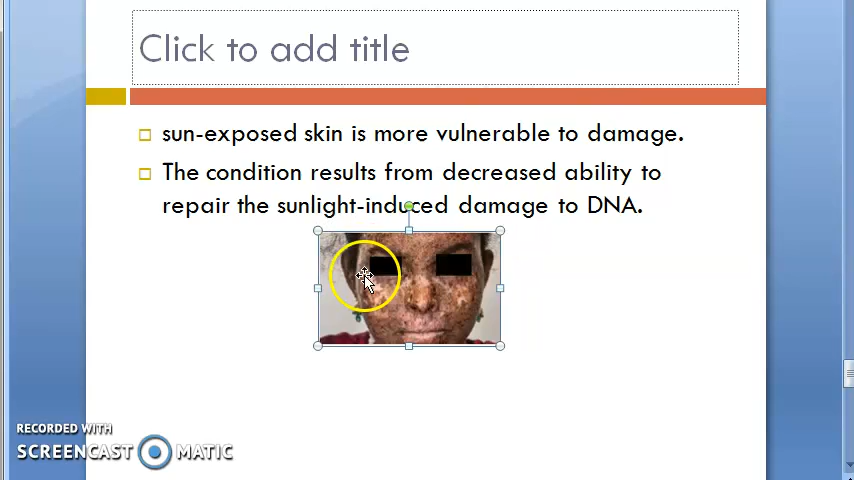 Click to add title
sun-exposed skin is more vulnerable to damage.
The condition results from decreased ability to
repair the sunlight-induced damage to DNA.
RECORDED WITH
SCREENCAST MATIC